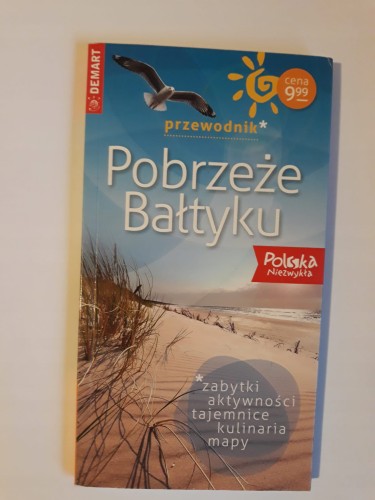 DEMART
cena
9 99
przewodnik*
Pobrzeże
Bałtyku
Polska
Niezwykła
*zabytki
aktywności
tajemnice
kulinaria
mapy